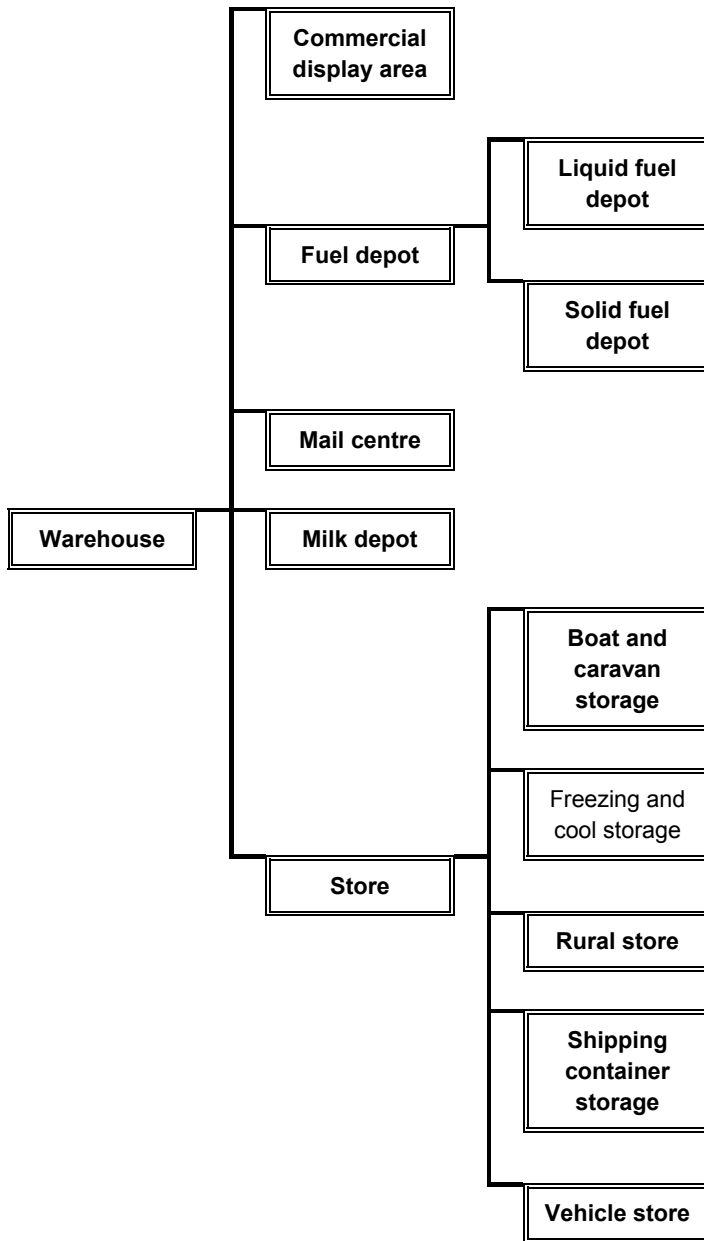 Commercial
display area
Liquid fuel
depot
Fuel depot
Solid fuel
depot
Mail centre
Warehouse
Milk depot
Boat and
caravan
storage
Freezing and
cool storage
Store
Rural store
Shipping
container
storage
Vehicle store